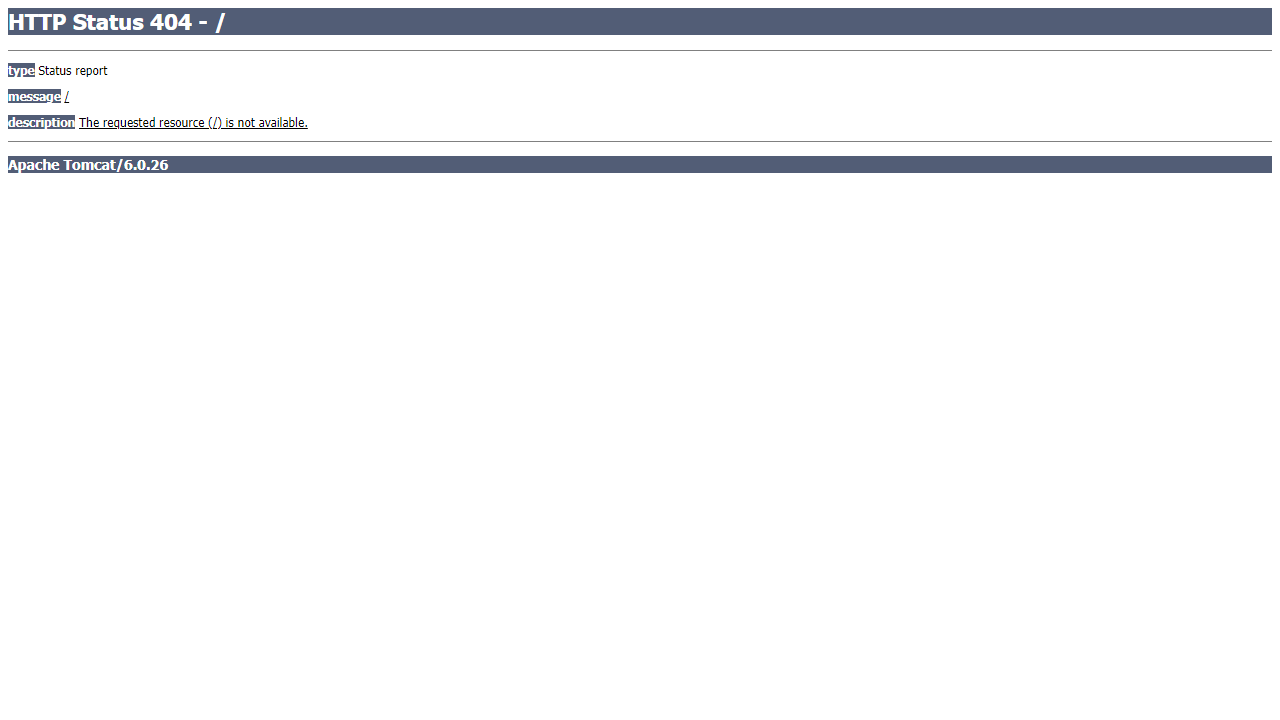 HTTP Status 404 - /
type Status report
message /
description The requested resource (/) is not available.
Apache Tomcat/6.0.26